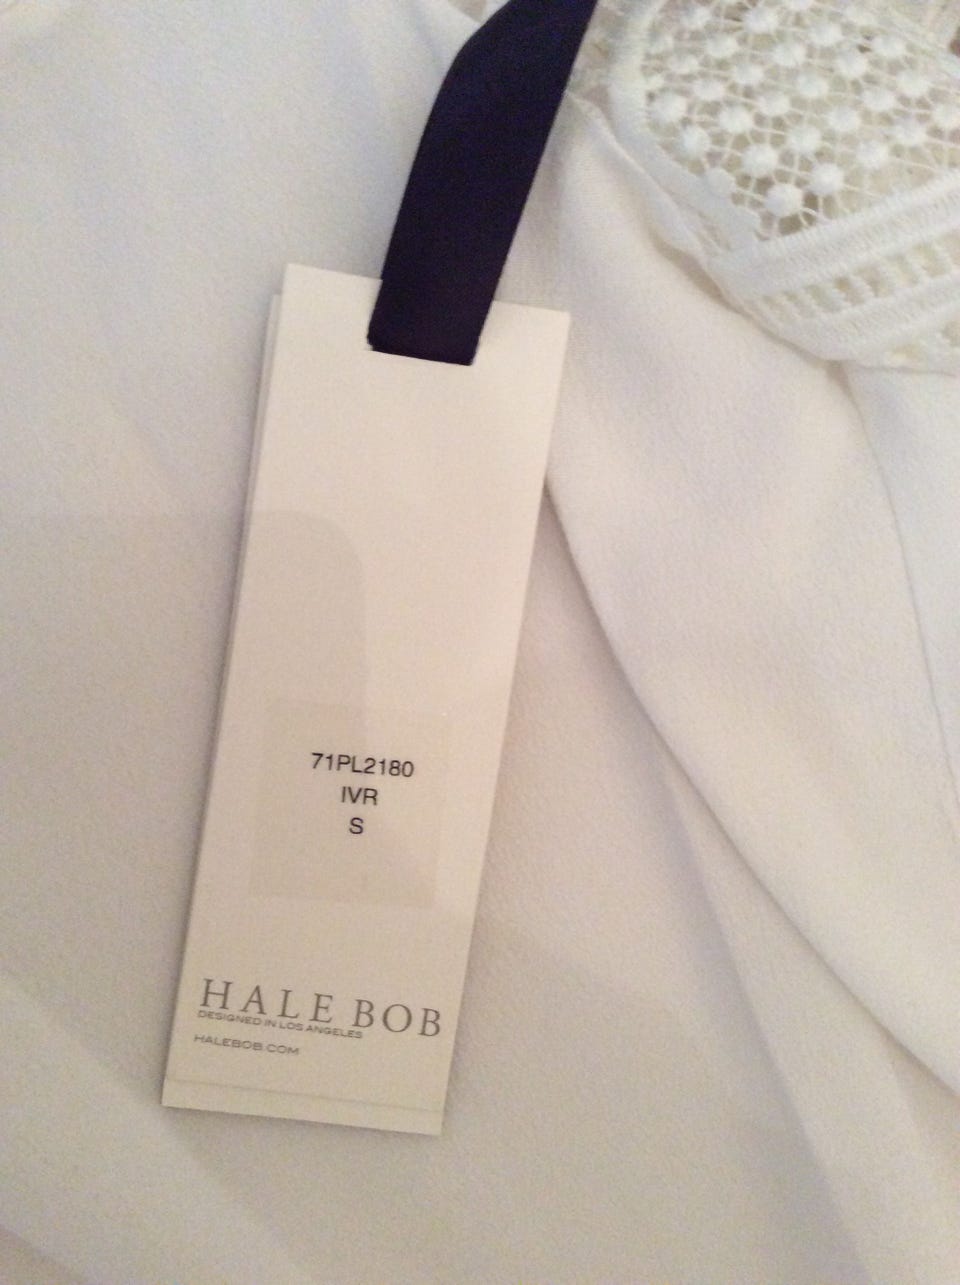 71PL2180
IVR
S
HALE BOB
DESIGNED IN LOS ANGELES
HALEBOB.COM